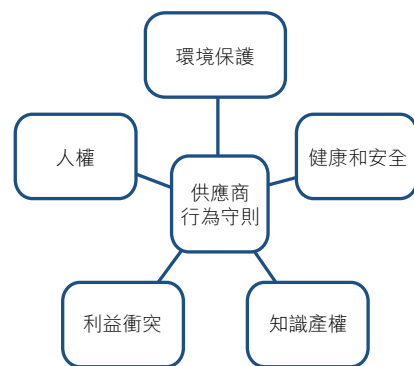 環境保護
人權
健康和安全
供應商
行為守則
利益衝突
知識產權